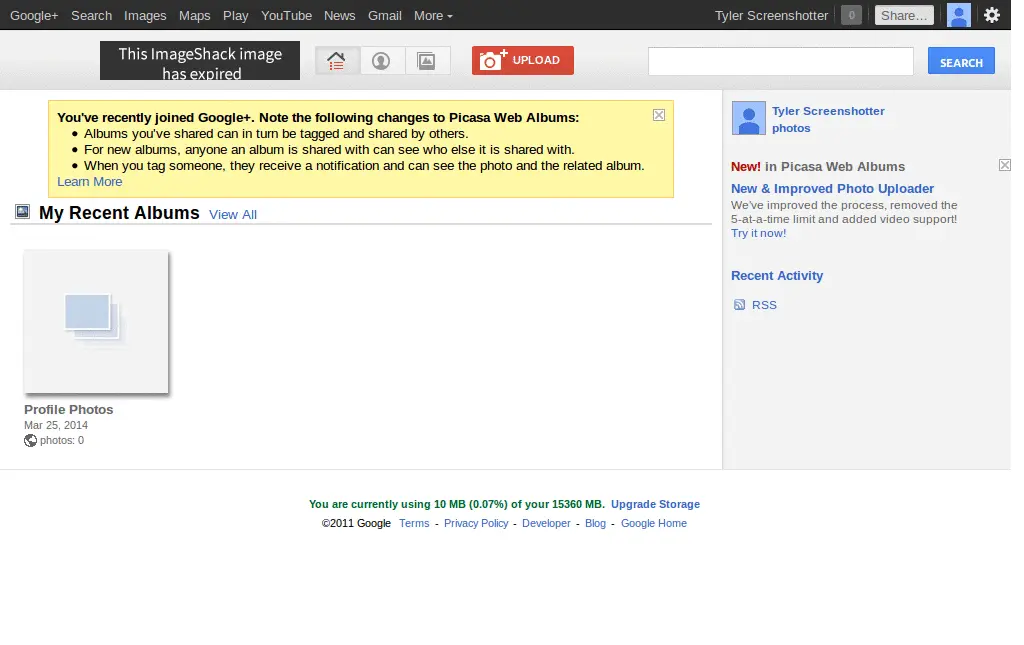 Google+ Search Images Maps Play YouTube News Gmail More Tyler Screenshotter 0 Share...
This ImageShack image
has expired
UPLOAD
SEARCH
You've recently joined Google+. Note the following changes to Picasa Web Albums:
• Albums you've shared can in turn be tagged and shared by others.
• For new albums, anyone an album is shared with can see who else it is shared with.
• When you tag someone, they receive a notification and can see the photo and the related album.
Learn More
My Recent Albums View All
Profile Photos
Mar 25, 2014
photos: 0
Tyler Screenshotter
photos
New! in Picasa Web Albums
New & Improved Photo Uploader
We've improved the process, removed the
5-at-a-time limit and added video support!
Try it now!
Recent Activity
RSS
You are currently using 10 MB (0.07%) of your 15360 MB. Upgrade Storage
©2011 Google Terms - Privacy Policy - Developer - Blog - Google Home